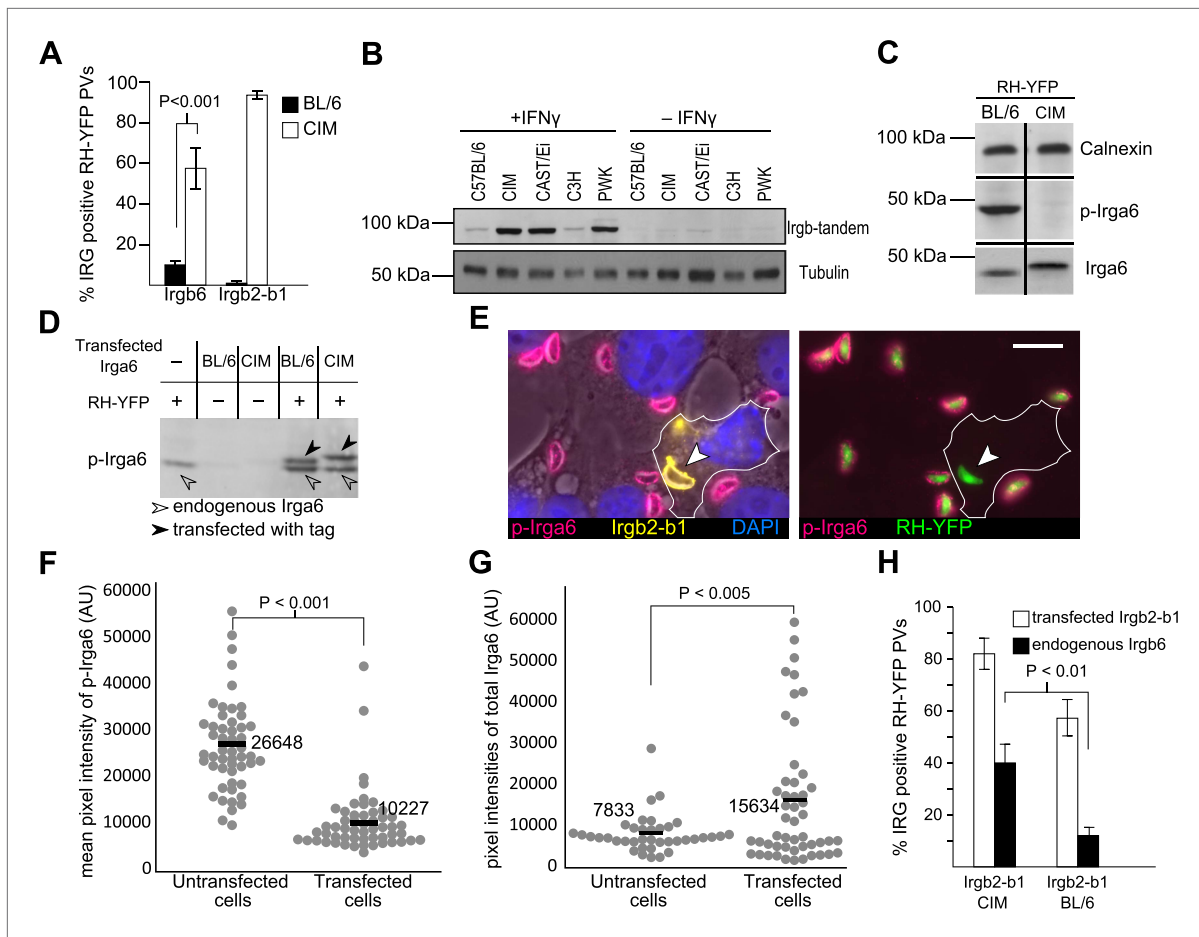 A
% IRG positive RH-YFP PVs
100
80
60
40
20
P<0.001
BL/6
CIM
Irgb6
Irgb2-b1
B
+IFNγ
– IFNγ
C57BL/6
CIM
CAST/Ei
C3H
PWK
C57BL/6
CIM
CAST/Ei
C3H
PWK
100 kDa
Irgb-tandem
50 kDa
Tubulin
C
RH-YFP
BL/6 CIM
100 kDa
Calnexin
50 kDa
p-Irga6
50 kDa
Irga6
D
Transfected
Irga6
– BL/6 CIM BL/6 CIM
RH-YFP + – – + +
p-Irga6
endogenous Irga6
transfected with tag
E
p-Irga6 Irgb2-b1 DAPI
p-Irga6 RH-YFP
F
mean pixel intensity of p-Irga6 (AU)
60000
50000
40000
30000
20000
10000
0
P < 0.001
26648
10227
Untransfected
cells
Transfected
cells
G
pixel intensities of total Irga6 (AU)
60000
50000
40000
30000
20000
10000
0
P < 0.005
7833
15634
Untransfected
cells
Transfected
cells
H
% IRG positive RH-YFP PVs
100
80
60
40
20
transfected Irgb2-b1
endogenous Irgb6
P < 0.01
Irgb2-b1
CIM
Irgb2-b1
BL/6